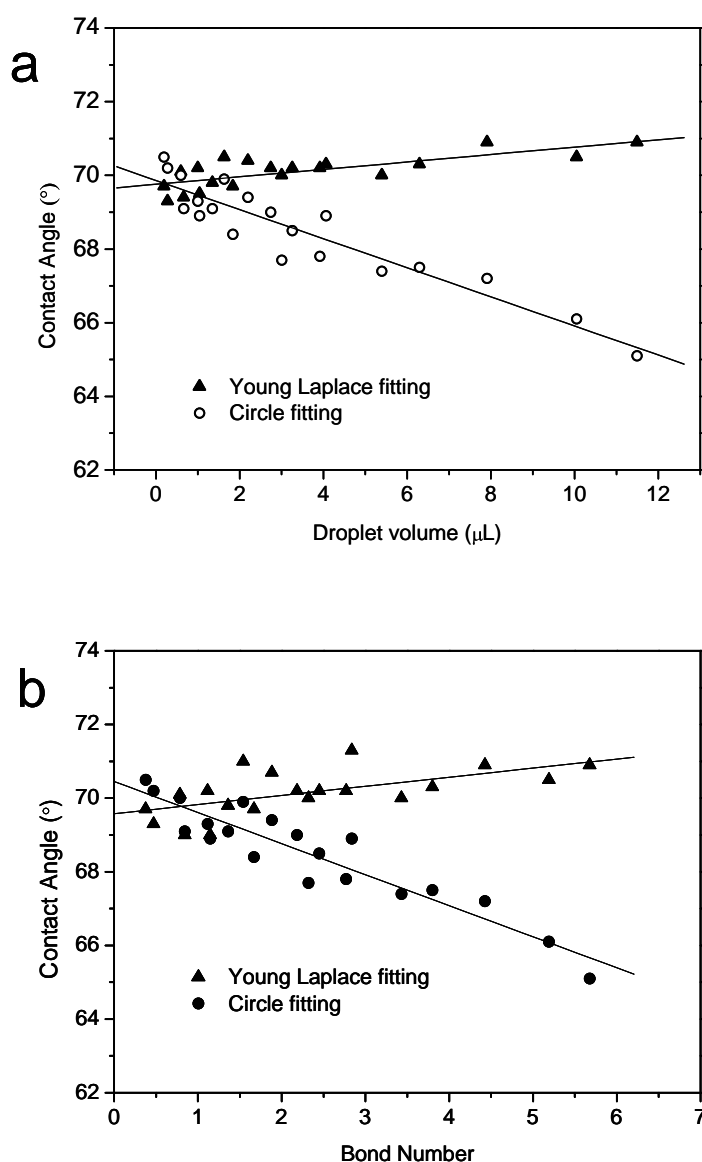 a
74
72
70
68
66
64
62
Contact Angle (°)
Young Laplace fitting
Circle fitting
0 2 4 6 8 10 12
Droplet volume (μL)
b
74
72
70
68
66
64
62
Contact Angle (°)
Young Laplace fitting
Circle fitting
0 1 2 3 4 5 6 7
Bond Number